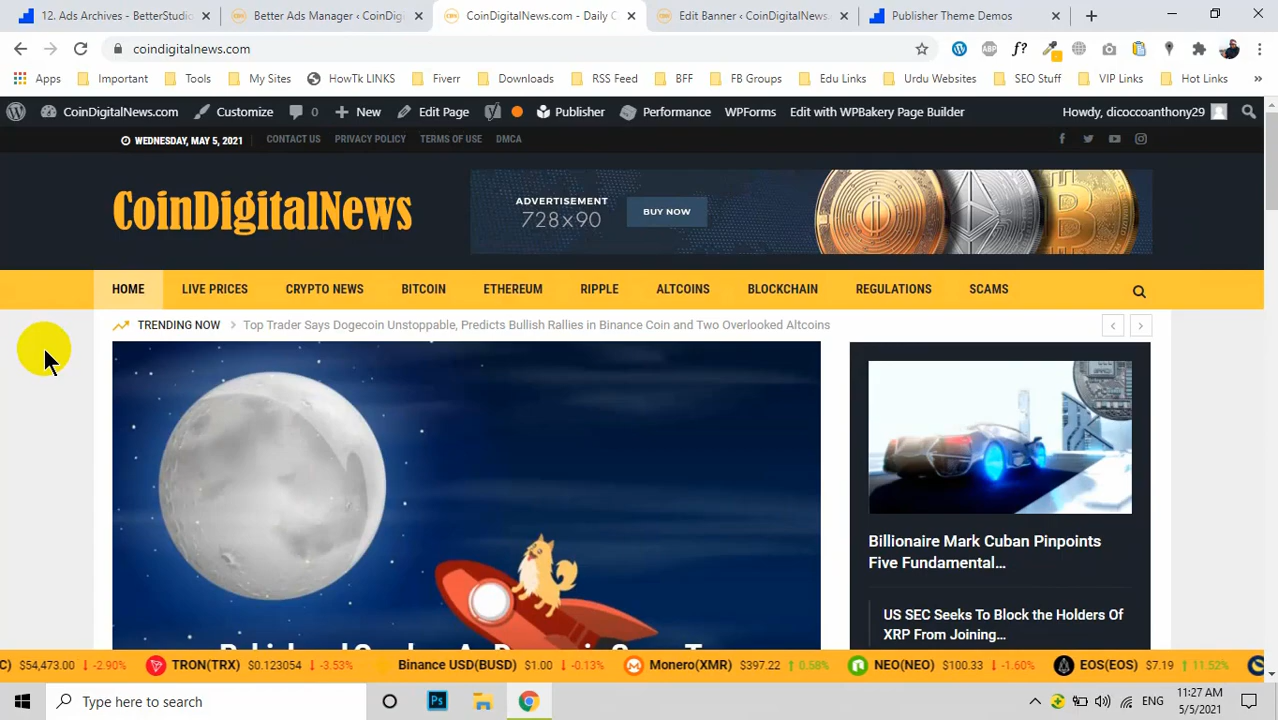 12. Ads Archives - BetterStudi
Better Ads Manager ‹ CoinDig
CoinDigitalNews.com - Daily C
Edit Banner ‹ CoinDigitalNews
Publisher Theme Demos
coindigitalnews.com
Apps Important Tools My Sites HowTk LINKS Fiverr Downloads RSS Feed BFF FB Groups Edu Links Urdu Websites SEO Stuff VIP Links Hot Links »
CoinDigitalNews.com Customize 0 New Edit Page Publisher Performance WPForms Edit with WPBakery Page Builder Howdy, dicoccoanthony29
WEDNESDAY, MAY 5, 2021 CONTACT US PRIVACY POLICY TERMS OF USE DMCA
CoinDigitalNews
ADVERTISEMENT
728×90
BUY NOW
HOME LIVE PRICES CRYPTO NEWS BITCOIN ETHEREUM RIPPLE ALTCOINS BLOCKCHAIN REGULATIONS SCAMS
TRENDING NOW Top Trader Says Dogecoin Unstoppable, Predicts Bullish Rallies in Binance Coin and Two Overlooked Altcoins
Billionaire Mark Cuban Pinpoints
Five Fundamental...
US SEC Seeks To Block the Holders Of
XRP From Joining...
C) $54,473.00 ↓ -2.90% TRON(TRX) $0.123054 ↓ -3.53% Binance USD(BUSD) $1.00 ↓ -0.13% Monero(XMR) $397.22 ↑ 0.58% NEO(NEO) $100.33 ↓ -1.60% EOS(EOS) $7.19 ↑ 11.52%
Type here to search
Ps
ENG
11:27 AM
5/5/2021